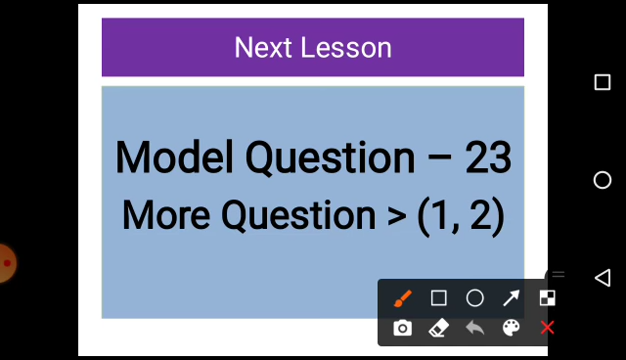 Next Lesson
Model Question – 23
More Question > (1, 2)